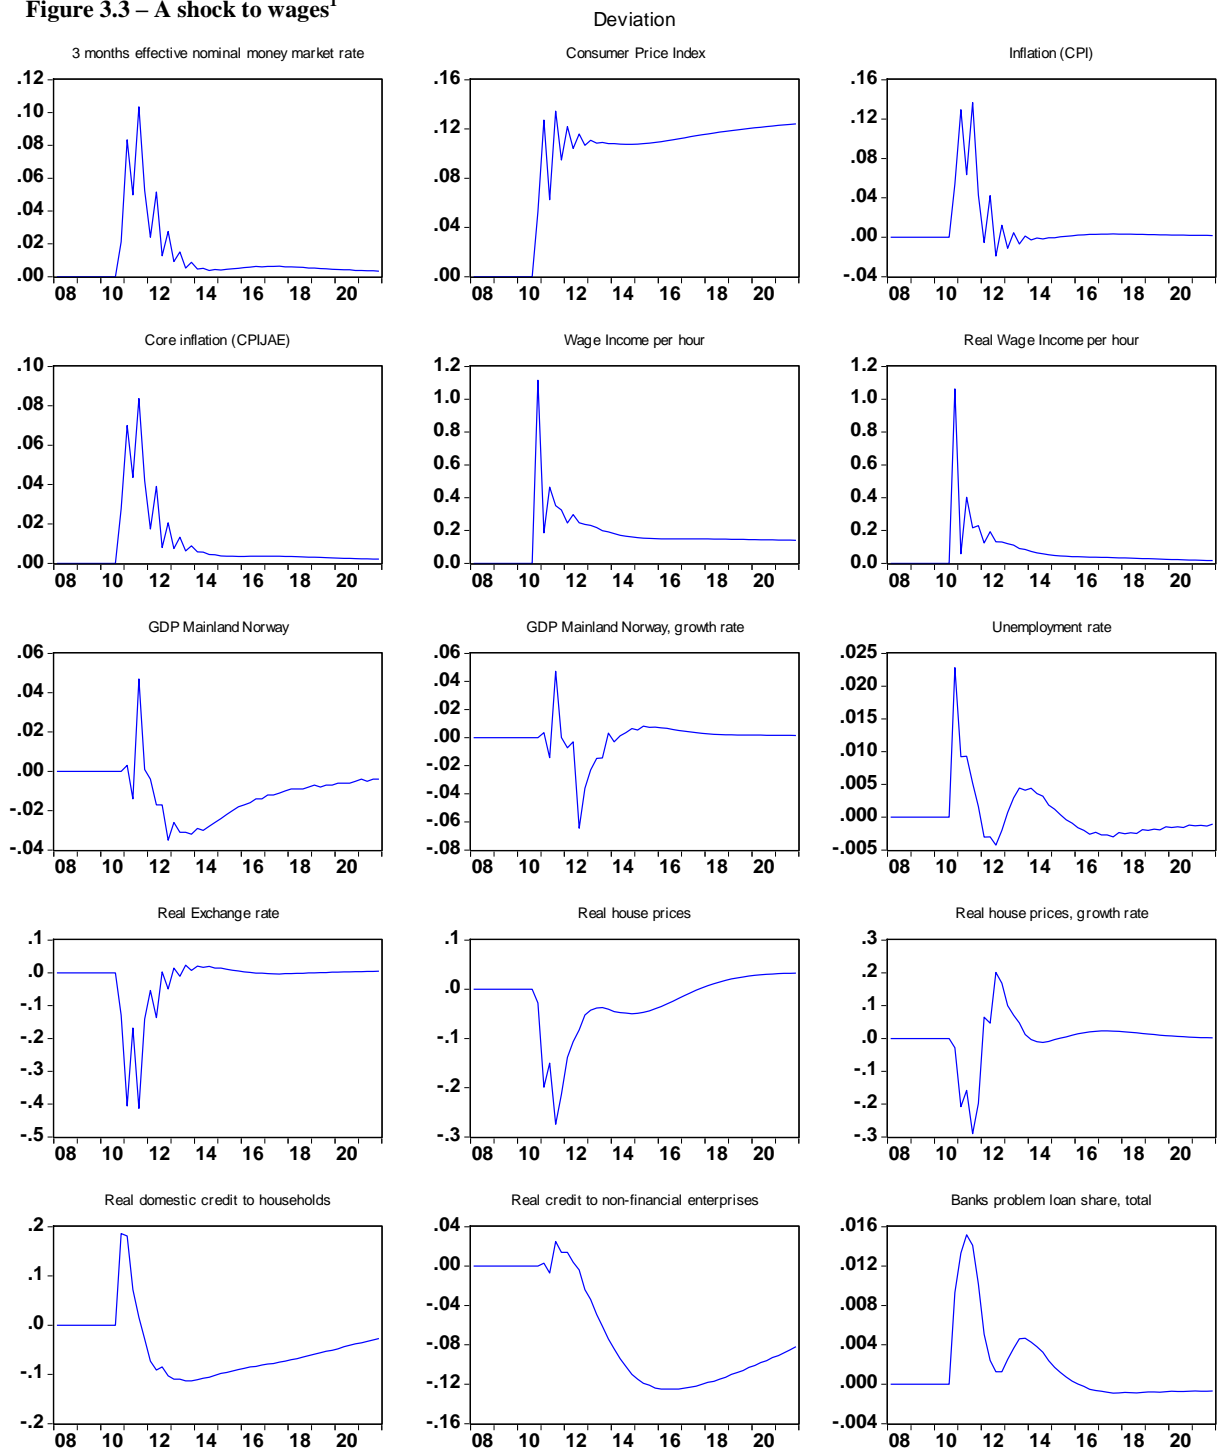 Figure 3.3 – A shock to wages1
Deviation
3 months effective nominal money market rate
.12
.10
.08
.06
.04
.02
.00
08 10 12 14 16 18 20
Consumer Price Index
.16
.12
.08
.04
.00
08 10 12 14 16 18 20
Inflation (CPI)
.16
.12
.08
.04
.00
-.04
08 10 12 14 16 18 20
Core inflation (CPIJAE)
.10
.08
.06
.04
.02
.00
08 10 12 14 16 18 20
Wage Income per hour
1.2
1.0
0.8
0.6
0.4
0.2
0.0
08 10 12 14 16 18 20
Real Wage Income per hour
1.2
1.0
0.8
0.6
0.4
0.2
0.0
08 10 12 14 16 18 20
GDP Mainland Norway
.06
.04
.02
.00
-.02
-.04
08 10 12 14 16 18 20
GDP Mainland Norway, growth rate
.06
.04
.02
.00
-.02
-.04
-.06
-.08
08 10 12 14 16 18 20
Unemployment rate
.025
.020
.015
.010
.005
.000
-.005
08 10 12 14 16 18 20
Real Exchange rate
.1
.0
-.1
-.2
-.3
-.4
-.5
08 10 12 14 16 18 20
Real house prices
.1
.0
-.1
-.2
-.3
08 10 12 14 16 18 20
Real house prices, growth rate
.3
.2
.1
.0
-.1
-.2
-.3
08 10 12 14 16 18 20
Real domestic credit to households
.2
.1
.0
-.1
-.2
08 10 12 14 16 18 20
Real credit to non-financial enterprises
.04
.00
-.04
-.08
-.12
-.16
08 10 12 14 16 18 20
Banks problem loan share, total
.016
.012
.008
.004
.000
-.004
08 10 12 14 16 18 20